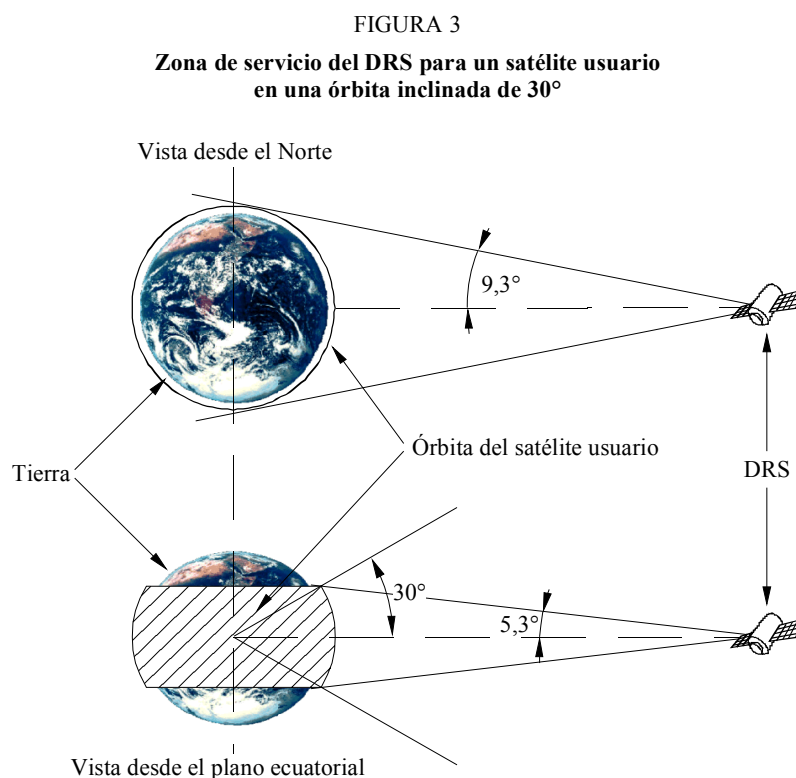 FIGURA 3
Zona de servicio del DRS para un satélite usuario
en una órbita inclinada de 30°
Vista desde el Norte
9,3°
Órbita del satélite usuario
Tierra
DRS
30°
5,3°
Vista desde el plano ecuatorial